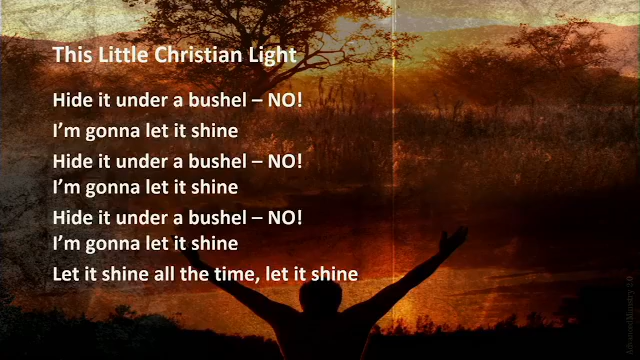 This Little Christian Light
Hide it under a bushel – NO!
I'm gonna let it shine
Hide it under a bushel – NO!
I'm gonna let it shine
Hide it under a bushel – NO!
I'm gonna let it shine
Let it shine all the time, let it shine